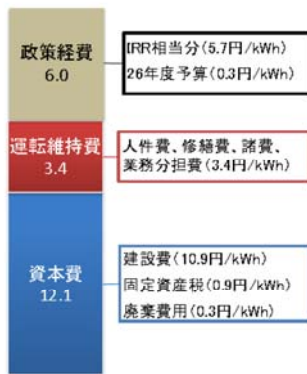 政策経費
6.0
IRR相当分(5.7円/kWh)
26年度予算(0.3円/kWh)
運転維持費
3.4
人件費、修繕費、諸費、
業務分担費(3.4円/kWh)
資本費
12.1
建設費(10.9円/kWh)
固定資産税(0.9円/kWh)
廃棄費用(0.3円/kWh)